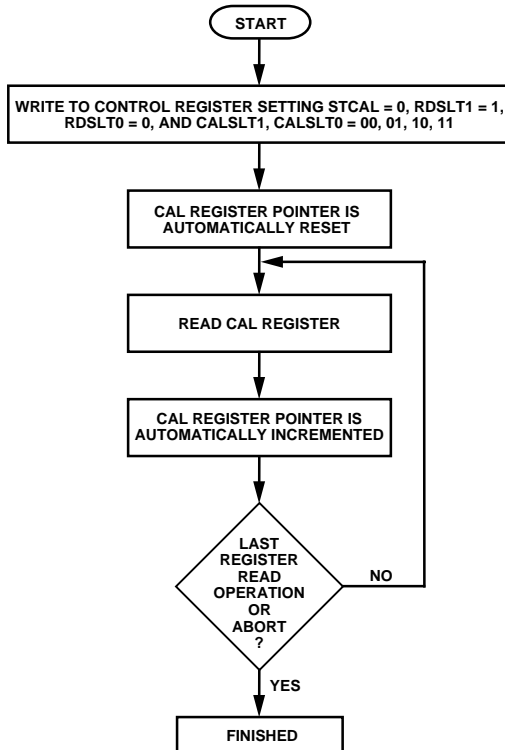 START
WRITE TO CONTROL REGISTER SETTING STCAL = 0, RDSLT1 = 1,
RDSLT0 = 0, AND CALSLT1, CALSLT0 = 00, 01, 10, 11
CAL REGISTER POINTER IS
AUTOMATICALLY RESET
READ CAL REGISTER
CAL REGISTER POINTER IS
AUTOMATICALLY INCREMENTED
LAST
REGISTER
READ
OPERATION
OR
ABORT
?
NO
YES
FINISHED